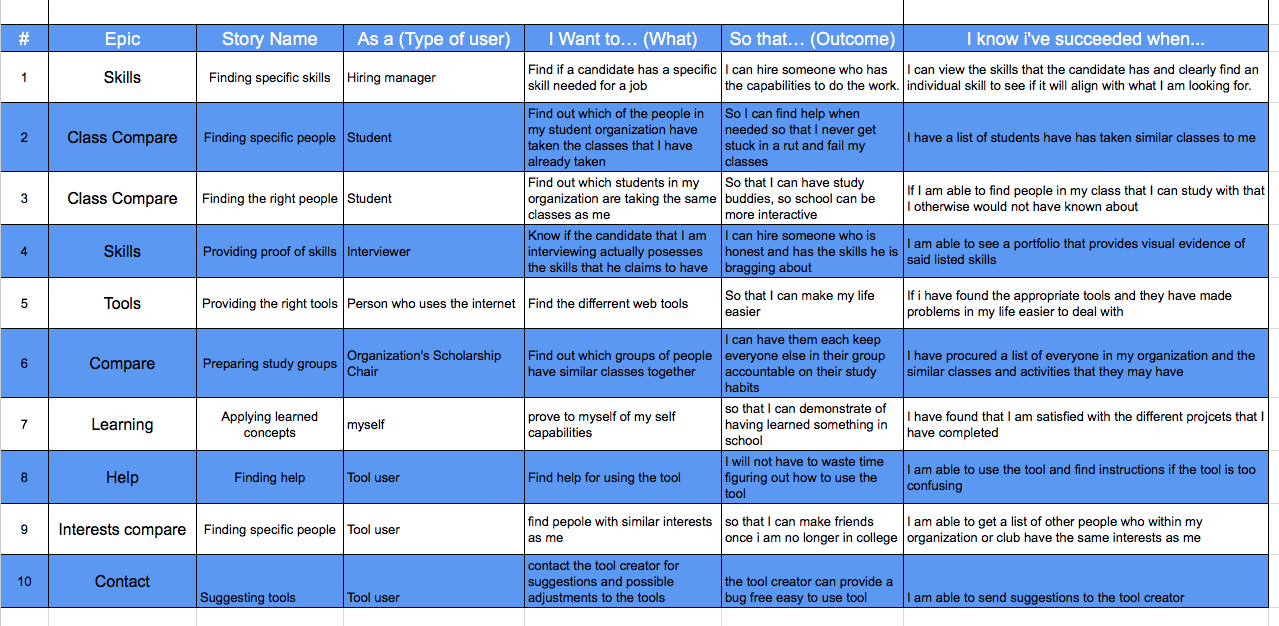 # Epic Story Name As a (Type of user) I Want to... (What) So that... (Outcome) I know i've succeeded when...
1 Skills Finding specific skills Hiring manager
Find if a candidate has a specific
skill needed for a job
I can hire someone who has
the capabilities to do the work.
I can view the skills that the candidate has and clearly find an
individual skill to see if it will align with what I am looking for.
2 Class Compare Finding specific people Student
Find out which of the people in
my student organization have
taken the classes that I have
already taken
So I can find help when
needed so that I never get
stuck in a rut and fail my
classes
I have a list of students have has taken similar classes to me
3 Class Compare Finding the right people Student
Find out which students in my
organization are taking the same
classes as me
So that I can have study
buddies, so school can be
more interactive
If I am able to find people in my class that I can study with that
I otherwise would not have known about
4 Skills Providing proof of skills Interviewer
Know if the candidate that I am
interviewing actually posesses
the skills that he claims to have
I can hire someone who is
honest and has the skills he is
bragging about
I am able to see a portfolio that provides visual evidence of
said listed skills
5 Tools Providing the right tools Person who uses the internet Find the differrent web tools
So that I can make my life
easier
If i have found the appropriate tools and they have made
problems in my life easier to deal with
6 Compare Preparing study groups
Organization's Scholarship
Chair
Find out which groups of people
have similar classes together
I can have them each keep
everyone else in their group
accountable on their study
habits
I have procured a list of everyone in my organization and the
similar classes and activities that they may have
7 Learning
Applying learned
concepts
myself
prove to myself of my self
capabilities
so that I can demonstrate of
having learned something in
school
I have found that I am satisfied with the different projcets that I
have completed
8 Help Finding help Tool user Find help for using the tool
I will not have to waste time
figuring out how to use the
tool
I am able to use the tool and find instructions if the tool is too
confusing
9 Interests compare Finding specific people Tool user
find pepole with similar interests
as me
so that I can make friends
once i am no longer in college
I am able to get a list of other people who within my
organization or club have the same interests as me
10 Contact Suggesting tools Tool user
contact the tool creator for
suggestions and possible
adjustments to the tools
the tool creator can provide a
bug free easy to use tool
I am able to send suggestions to the tool creator